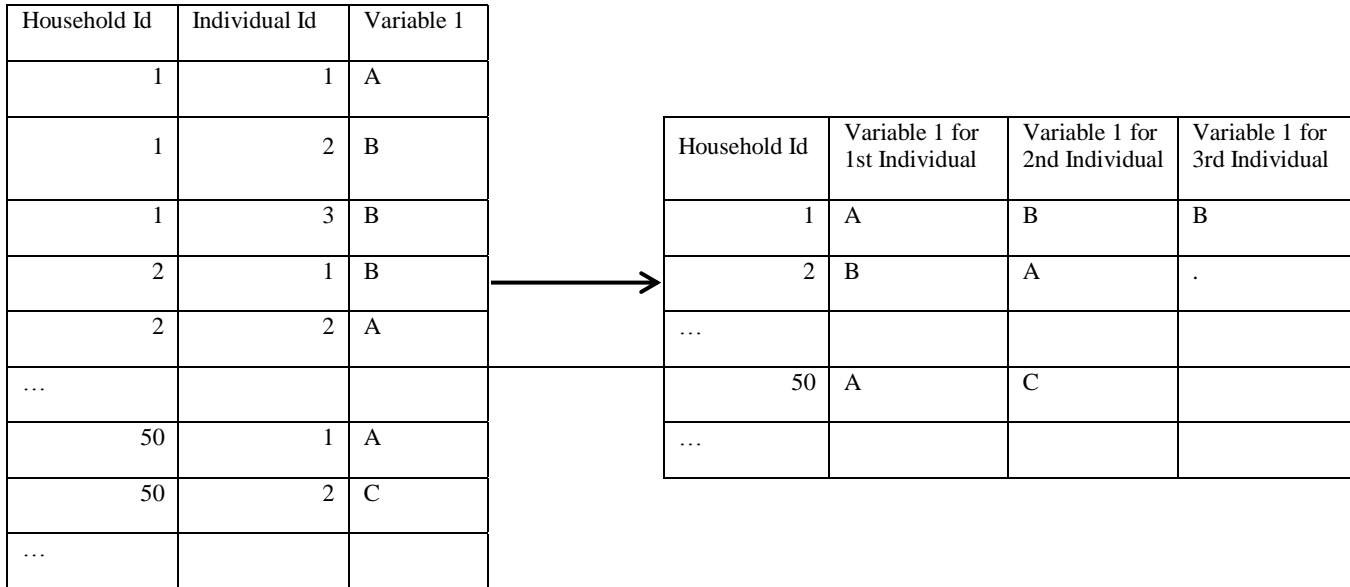 Household Id Individual Id Variable 1
1 1 A
1 2 B
1 3 B
2 1 B
2 2 A
…
50 1 A
50 2 C
…
Household Id Variable 1 for 1st Individual Variable 1 for 2nd Individual Variable 1 for 3rd Individual
1 A B B
2 B A .
…
50 A C
…